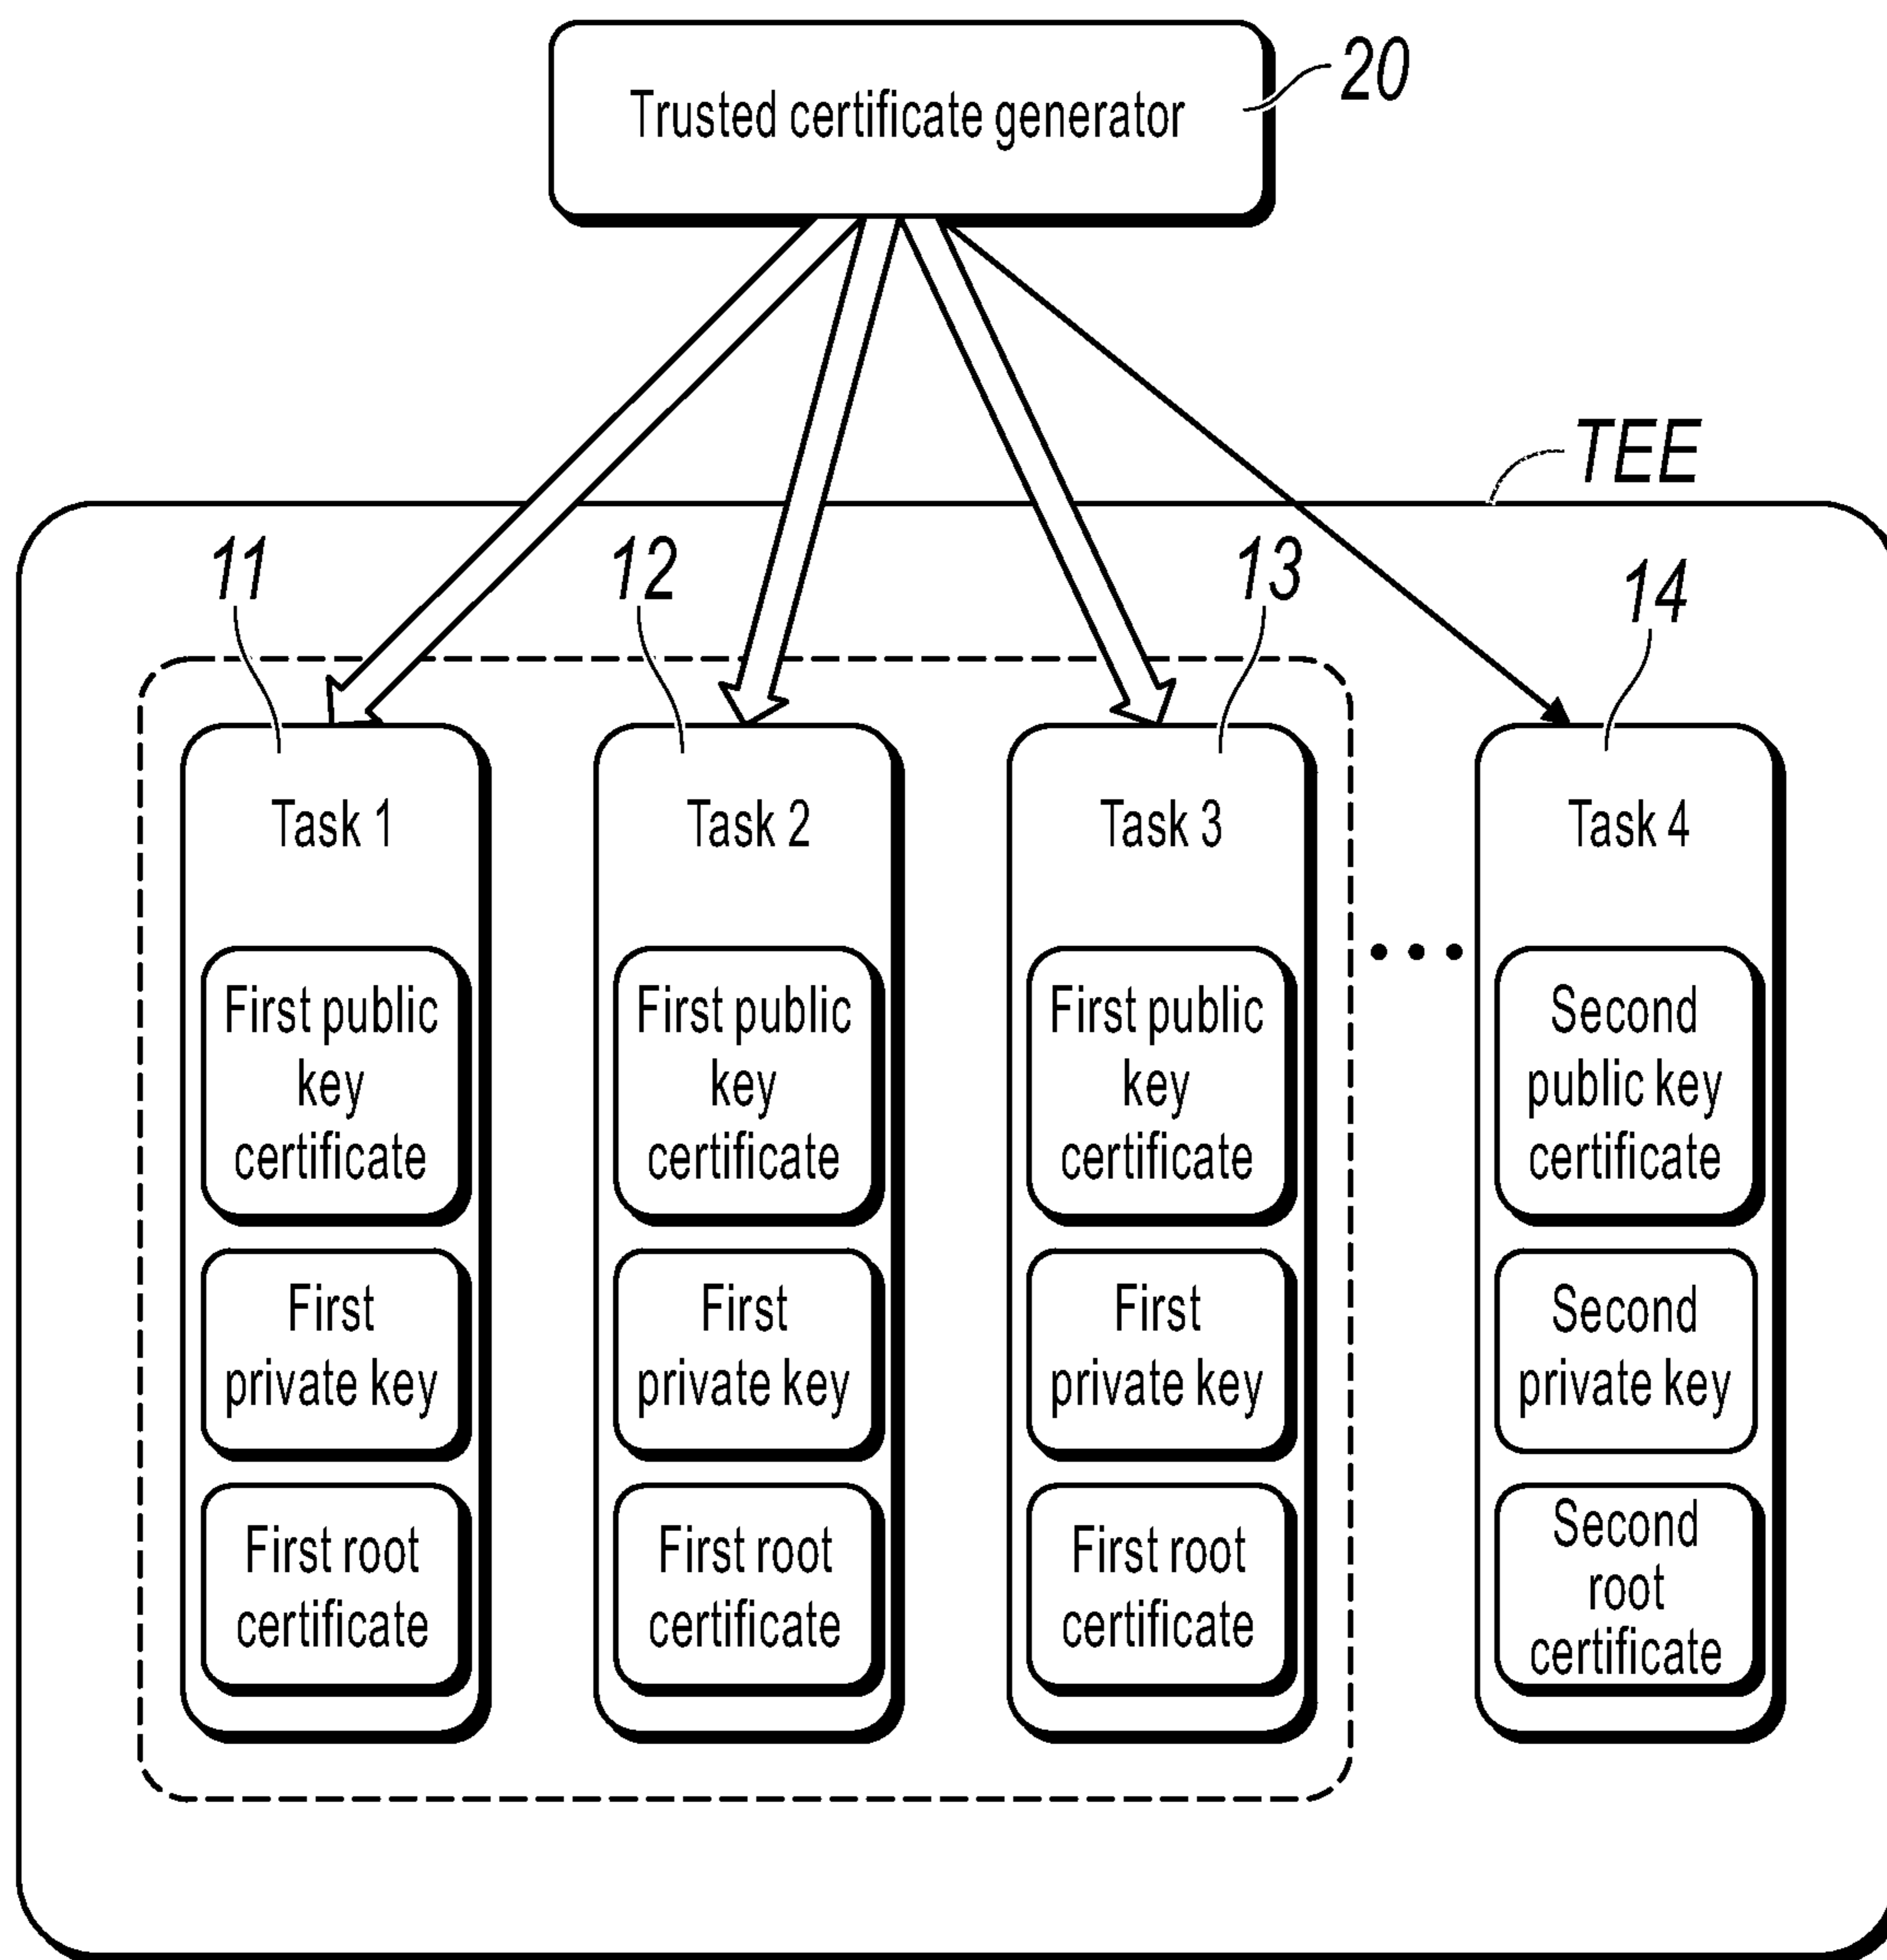 Trusted certificate generator
20
TEE
11
12
13
14
Task 1
First public
key
certificate
First
private key
First root
certificate
Task 2
First public
key
certificate
First
private key
First root
certificate
Task 3
First public
key
certificate
First
private key
First root
certificate
Task 4
Second
public key
certificate
Second
private key
Second
root
certificate